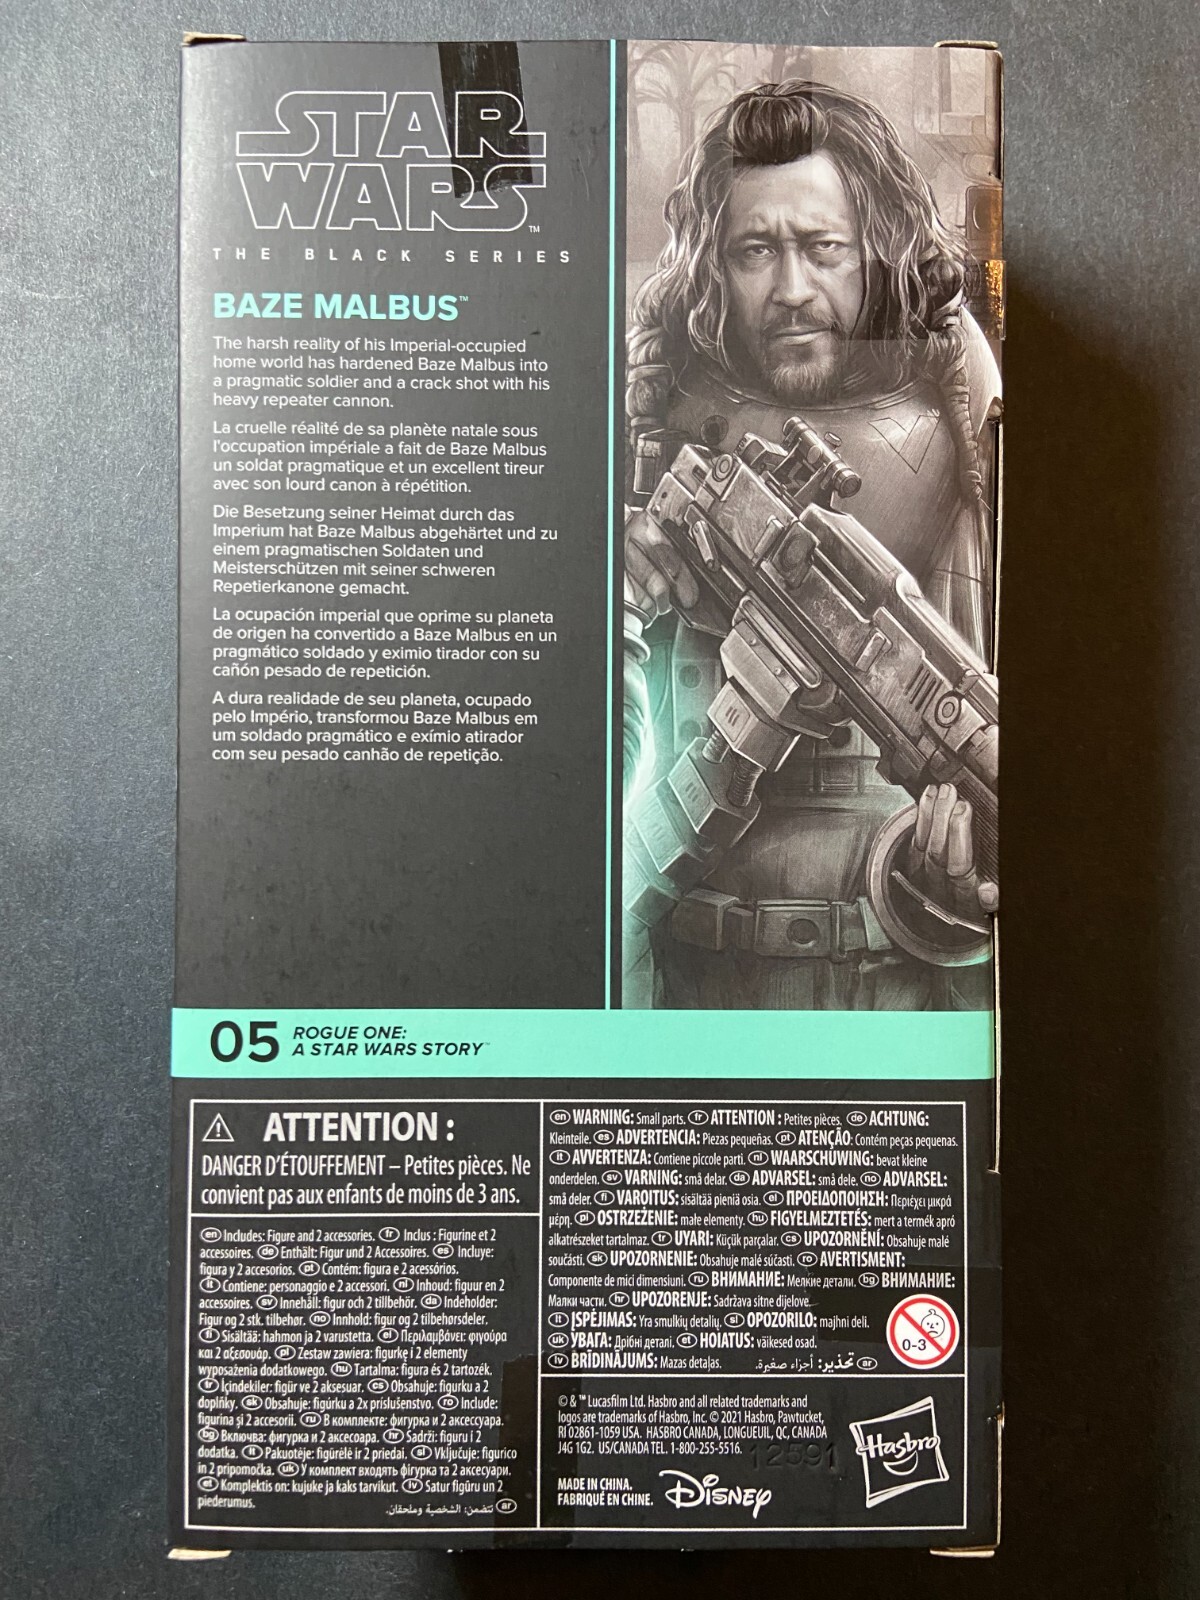 STAR
WARS™
THE BLACK SERIES
BAZE MALBUS™
The harsh reality of his Imperial-occupied
home world has hardened Baze Malbus into
a pragmatic soldier and a crack shot with his
heavy repeater cannon.
La cruelle réalité de sa planète natale sous
l'occupation impériale a fait de Baze Malbus
un soldat pragmatique et un excellent tireur
avec son lourd canon à répétition.
Die Besetzung seiner Heimat durch das
Imperium hat Baze Malbus abgehärtet und zu
einem pragmatischen Soldaten und
Meisterschützen mit seiner schweren
Repetierkanone gemacht.
La ocupación imperial que oprime su planeta
de origen ha convertido a Baze Malbus en un
pragmático soldado y eximio tirador con su
cañón pesado de repetición.
A dura realidade de seu planeta, ocupado
pelo Império, transformou Baze Malbus em
um soldado pragmático e exímio atirador
com seu pesado canhão de repetição.
05 ROGUE ONE:
A STAR WARS STORY™
ATTENTION :
DANGER D'ÉTOUFFEMENT – Petites pièces. Ne
convient pas aux enfants de moins de 3 ans.
en Includes: Figure and 2 accessories. fr Inclus : Figurine et 2
accessoires. de Enthält: Figur und 2 Accessoires. es Incluye:
figura y 2 accesorios. pt Contém: figura e 2 acessórios.
it Contiene: personaggio e 2 accessori. nl Inhoud: figuur en 2
accessoires. sv Innehåll: figur och 2 tillbehör. da Indeholder:
Figur og 2 stk. tilbehør. no Innhold: figur og 2 tilbehørsdeler.
fi Sisältää: hahmon ja 2 varustetta. el Περιλαμβάνει: φιγούρα
και 2 αξεσουάρ. pl Zestaw zawiera: figurkę i 2 elementy
wyposażenia dodatkowego. hu Tartalma: figura és 2 tartozék.
tr İçindekiler: figür ve 2 aksesuar. cs Obsahuje: figurku a 2
doplňky. sk Obsahuje: figúrku a 2x príslušenstvo. ro Include:
figurina și 2 accesorii. ru В комплекте: фигурка и 2 аксессуара.
bg Включва: фигурка и 2 аксесоара. hr Sadrži: figuru i 2
dodatka. lt Pakuotėje: figūrėlė ir 2 priedai. sl Vključuje: figurico
in 2 pripomočka. uk У комплект входять фігурка та 2 аксесуари.
et Komplektis on: kujuke ja kaks tarvikut. lv Satur figūru un 2
piederumus.
ar تتضمن: الشخصية وملحقان.
en WARNING: Small parts. fr ATTENTION : Petites pièces. de ACHTUNG:
Kleinteile. es ADVERTENCIA: Piezas pequeñas. pt ATENÇÃO: Contém peças pequenas.
it AVVERTENZA: Contiene piccole parti. nl WAARSCHUWING: bevat kleine
onderdelen. sv VARNING: små delar. da ADVARSEL: små dele. no ADVARSEL:
små deler. fi VAROITUS: sisältää pieniä osia. el ΠΡΟΕΙΔΟΠΟΙΗΣΗ: Περιέχει μικρά
μέρη. pl OSTRZEŻENIE: małe elementy. hu FIGYELMEZTETÉS: mert a termék apró
alkatrészeket tartalmaz. tr UYARI: Küçük parçalar. cs UPOZORNĚNÍ: Obsahuje malé
součásti. sk UPOZORNENIE: Obsahuje malé súčasti. ro AVERTISMENT:
Componente de mici dimensiuni. ru ВНИМАНИЕ: Мелкие детали. bg ВНИМАНИЕ:
Малки части. hr UPOZORENJE: Sadržava sitne dijelove.
lt ĮSPĖJIMAS: Yra smulkių detalių. sl OPOZORILO: majhni deli.
uk УВАГА: Дрібні деталі. et HOIATUS: väikesed osad.
lv BRĪDINĀJUMS: Mazas detaļas. ar تحذير: أجزاء صغيرة.
0-3
© & ™ Lucasfilm Ltd. Hasbro and all related trademarks and
logos are trademarks of Hasbro, Inc. © 2021 Hasbro, Pawtucket,
RI 02861-1059 USA. HASBRO CANADA, LONGUEUIL, QC, CANADA
J4G 1G2. US/CANADA TEL. 1-800-255-5516.
12591
MADE IN CHINA.
FABRIQUÉ EN CHINE.
Disney
Hasbro